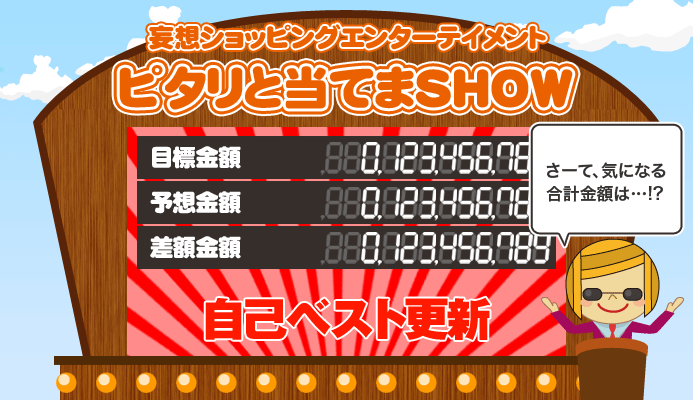 妄想ショッピングエンターテイメント
ピタリと当てまSHOW
目標金額 0,123,456,78
予想金額 0,123,456,78
差額金額 0,123,456,789
さーて、気になる
合計金額は…!?
自己ベスト更新